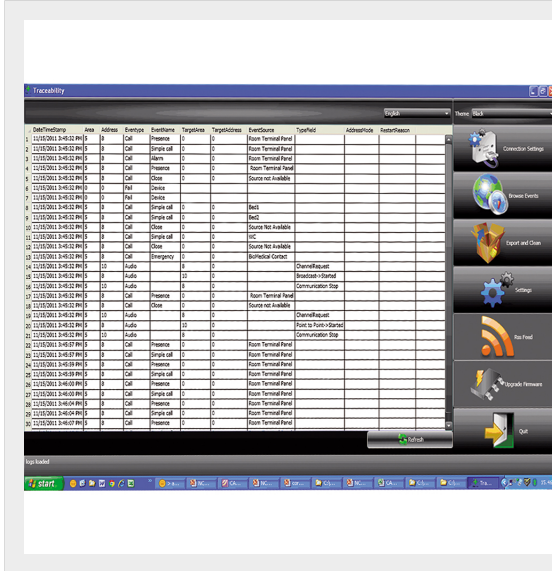 Traceability
English
Theme Black
DateTimeStamp Area Address Eventype EventName TargetArea TargetAddress EventSource TypeField AddressMode RestartReason
1 11/15/2011 3:45:32 PM 5 8 Call Presence 0 0 Room Terminal Panel
2 11/15/2011 3:45:32 PM 5 8 Call Simple call 0 0 Room Terminal Panel
3 11/15/2011 3:45:32 PM 5 8 Call Alarm 0 0 Room Terminal Panel
4 11/15/2011 3:45:32 PM 5 8 Call Presence 0 0 Room Terminal Panel
5 11/15/2011 3:45:32 PM 5 8 Call Close 0 0 Source not Available
6 11/15/2011 3:45:32 PM 0 0 Fail Device
7 11/15/2011 3:45:32 PM 0 0 Fail Device
8 11/15/2011 3:45:32 PM 5 8 Call Simple call 0 0 Bed1
9 11/15/2011 3:45:32 PM 5 8 Call Simple call 0 0 Bed2
10 11/15/2011 3:45:32 PM 5 8 Call Close 0 0 Source Not Available
11 11/15/2011 3:45:32 PM 5 8 Call Simple call 0 0 WC
12 11/15/2011 3:45:32 PM 5 8 Call Close 0 0 Source Not Available
13 11/15/2011 3:45:32 PM 5 8 Call Emergency 0 0 BioMedical Contact
14 11/15/2011 3:45:32 PM 5 10 Audio 8 0 ChannelRequest
15 11/15/2011 3:45:32 PM 5 8 Audio 10 0 Broadcast->Started
16 11/15/2011 3:45:32 PM 5 10 Audio 8 0 Communication Stop
17 11/15/2011 3:45:32 PM 5 8 Call Presence 0 0 Room Terminal Panel
18 11/15/2011 3:45:32 PM 5 8 Call Close 0 0 Source not Available
19 11/15/2011 3:45:32 PM 5 10 Audio 8 0 ChannelRequest
20 11/15/2011 3:45:32 PM 5 8 Audio 10 0 Point to Point->Started
21 11/15/2011 3:45:32 PM 5 10 Audio 8 0 Communication Stop
22 11/15/2011 3:45:57 PM 5 8 Call Presence 0 0 Room Terminal Panel
23 11/15/2011 3:45:57 PM 5 8 Call Simple call 0 0 Room Terminal Panel
24 11/15/2011 3:45:59 PM 5 8 Call Presence 0 0 Room Terminal Panel
25 11/15/2011 3:45:59 PM 5 8 Call Simple call 0 0 Room Terminal Panel
26 11/15/2011 3:46:00 PM 5 8 Call Presence 0 0 Room Terminal Panel
27 11/15/2011 3:46:00 PM 5 8 Call Simple call 0 0 Room Terminal Panel
28 11/15/2011 3:46:04 PM 5 8 Call Presence 0 0 Room Terminal Panel
29 11/15/2011 3:46:04 PM 5 8 Call Simple call 0 0 Room Terminal Panel
30 11/15/2011 3:46:07 PM 5 8 Call Presence 0 0 Room Terminal Panel
Connection Settings
Browse Events
Export and Clean
Settings
Rss Feed
Upgrade Firmware
Quit
Refresh
logs loaded
start